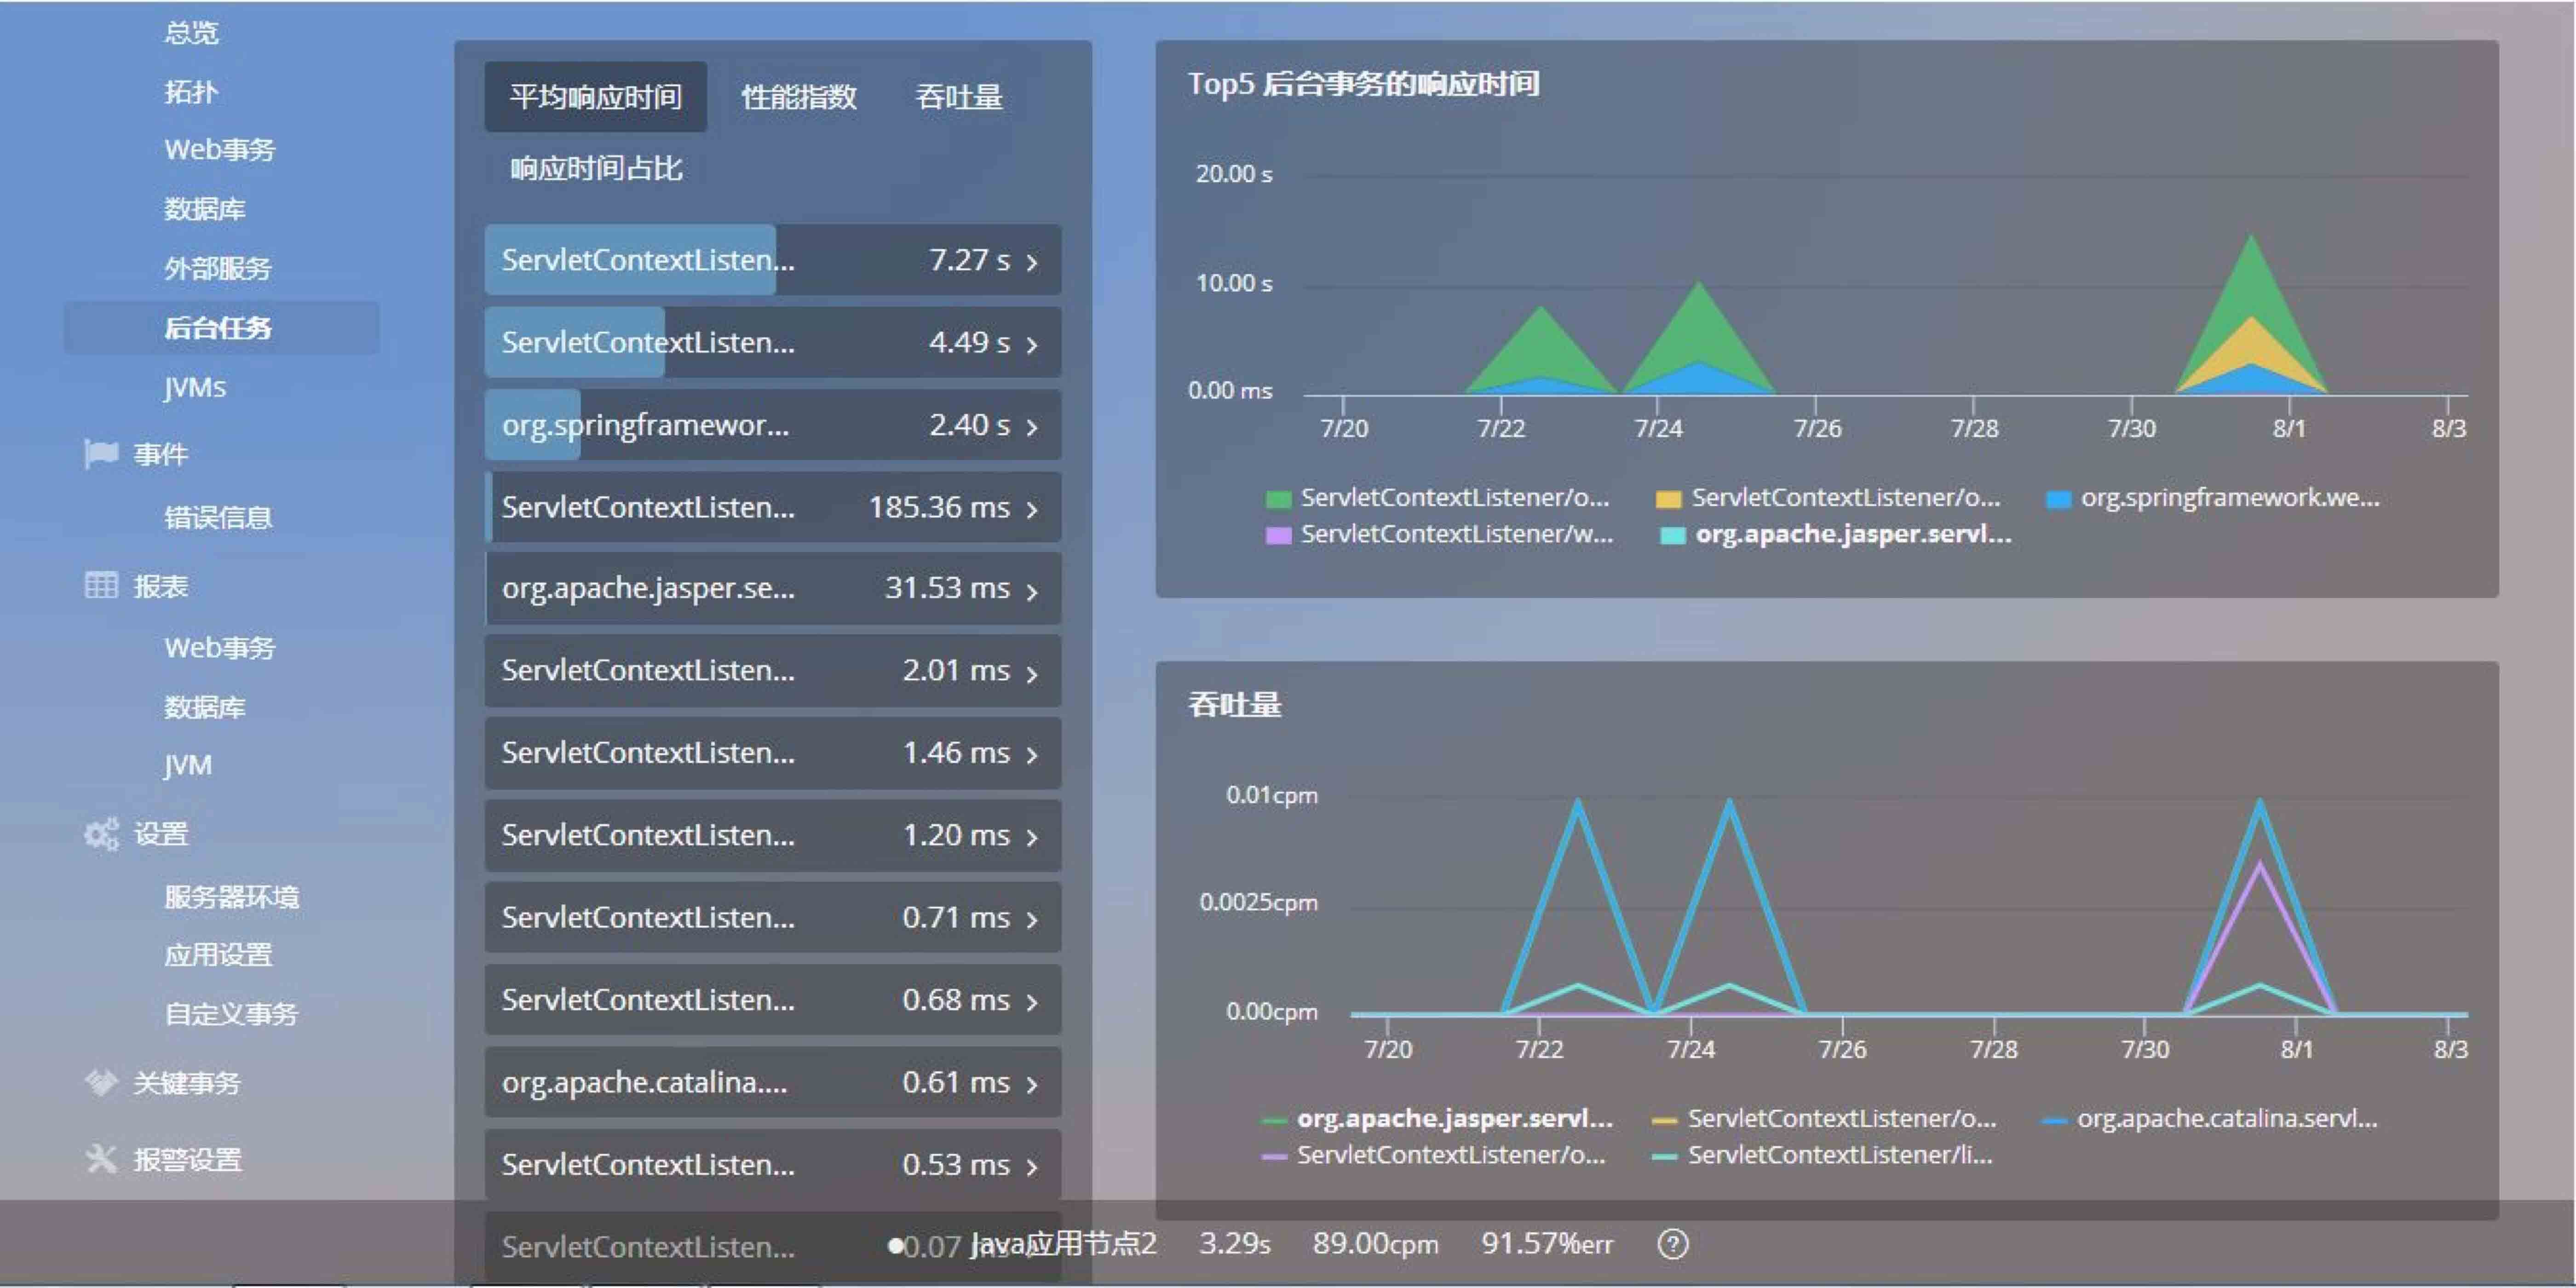 总览
拓扑
Web事务
数据库
外部服务
后台任务
JVMs
事件
错误信息
报表
Web事务
数据库
JVM
设置
服务器环境
应用设置
自定义事务
关键事务
报警设置
平均响应时间 性能指数 吞吐量
响应时间占比
ServletContextListen... 7.27 s
ServletContextListen... 4.49 s
org.springframewor... 2.40 s
ServletContextListen... 185.36 ms
org.apache.jasper.se... 31.53 ms
ServletContextListen... 2.01 ms
ServletContextListen... 1.46 ms
ServletContextListen... 1.20 ms
ServletContextListen... 0.71 ms
ServletContextListen... 0.68 ms
org.apache.catalina.... 0.61 ms
ServletContextListen... 0.53 ms
ServletContextListen... 0.07 ms
Top5 后台事务的响应时间
20.00 s
10.00 s
0.00 ms
7/20 7/22 7/24 7/26 7/28 7/30 8/1 8/3
ServletContextListener/o... ServletContextListener/o... org.springframework.we...
ServletContextListener/w... org.apache.jasper.servl...
吞吐量
0.01cpm
0.0025cpm
0.00cpm
7/20 7/22 7/24 7/26 7/28 7/30 8/1 8/3
org.apache.jasper.servl... ServletContextListener/o... org.apache.catalina.servl...
ServletContextListener/o... ServletContextListener/li...
Java应用节点2 3.29s 89.00cpm 91.57%err ?